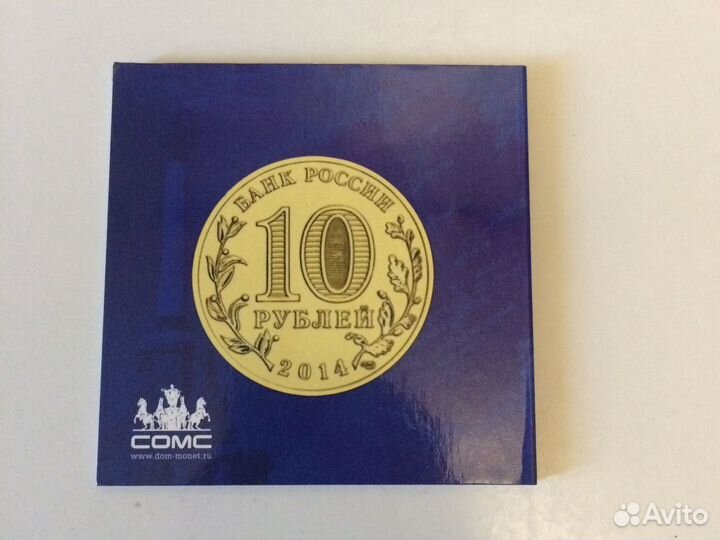 БАНК РОССИИ
10
РУБЛЕЙ
2014
СОМС
www.dom-monet.ru
Avito